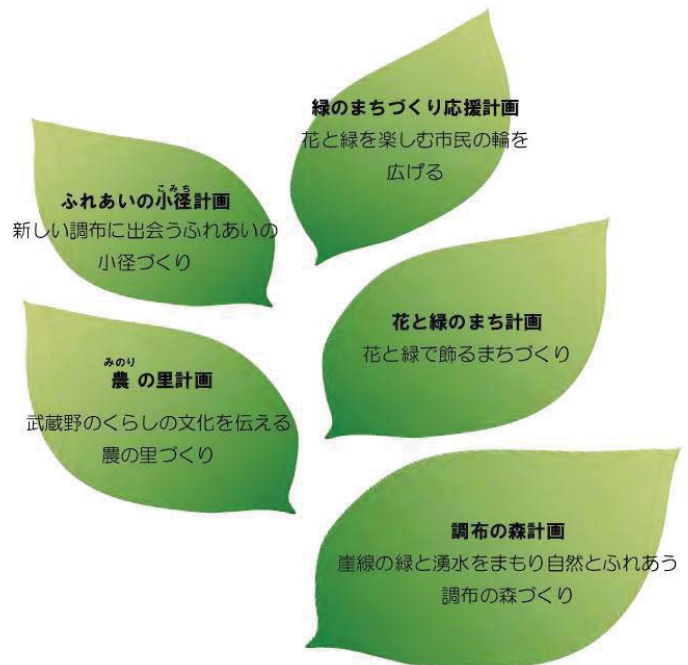 緑のまちづくり応援計画
花と緑を楽しむ市民の輪を
広げる
こみち
ふれあいの小径計画
新しい調布に出会うふれあいの
小径づくり
花と緑のまち計画
花と緑で飾るまちづくり
みのり
農 の里計画
武蔵野のくらしの文化を伝える
農の里づくり
調布の森計画
崖線の緑と湧水をまもり自然とふれあう
調布の森づくり